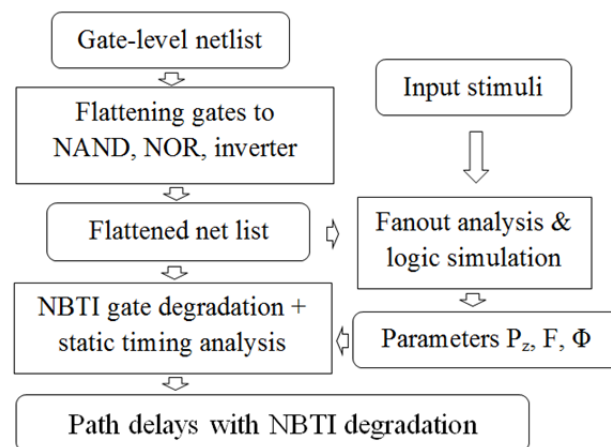 Gate-level netlist
Flattening gates to
NAND, NOR, inverter
Input stimuli
Flattened net list
Fanout analysis &
logic simulation
NBTI gate degradation +
static timing analysis
Parameters Pz, F, Φ
Path delays with NBTI degradation